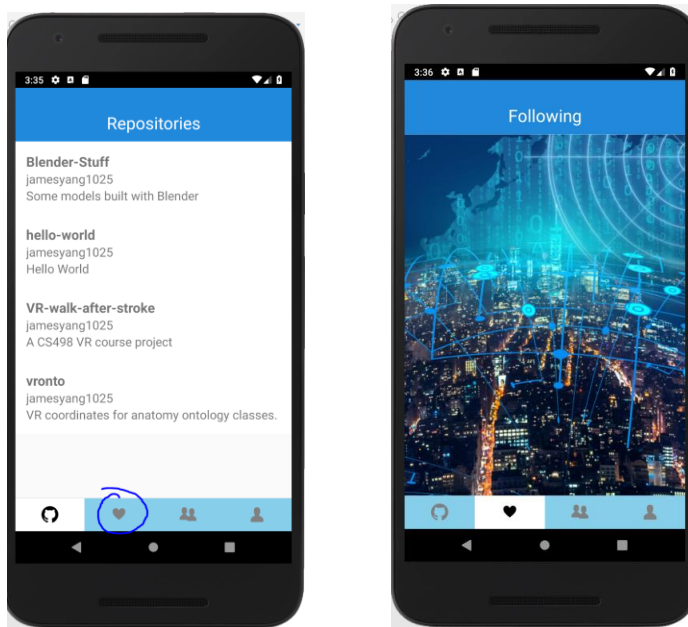 3:35
Repositories
Blender-Stuff
jamesyang1025
Some models built with Blender
hello-world
jamesyang1025
Hello World
VR-walk-after-stroke
jamesyang1025
A CS498 VR course project
vronto
jamesyang1025
VR coordinates for anatomy ontology classes.
3:36
Following